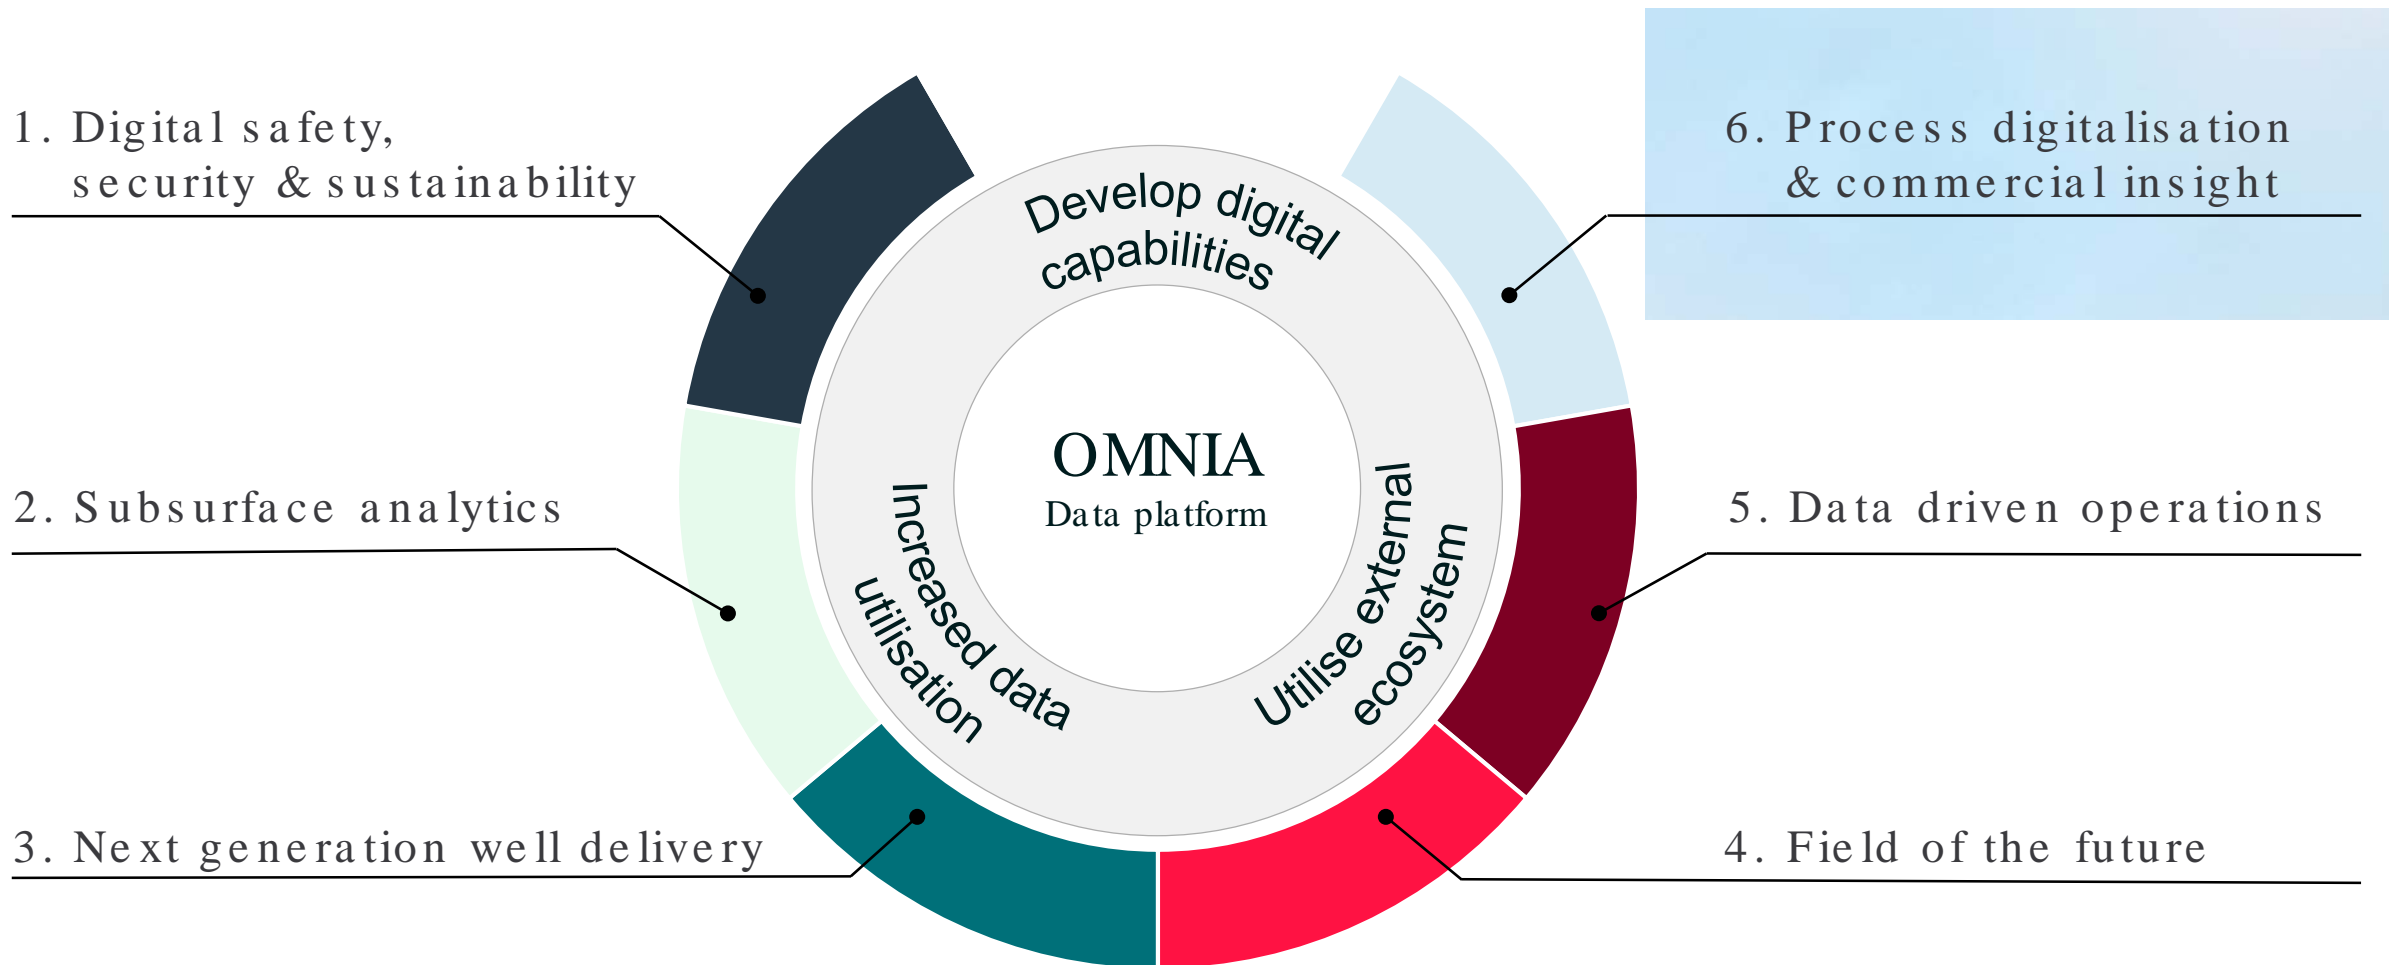 1. Digital safety,
security & sustainability
2. Subsurface analytics
3. Next generation well delivery
Develop digital
capabilities
OMNIA
Data platform
Increased data
utilisation
Utilise external
ecosystem
6. Process digitalisation
& commercial insight
5. Data driven operations
4. Field of the future